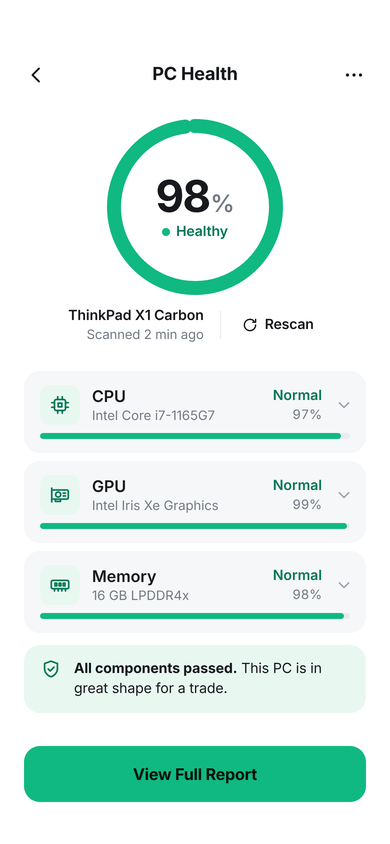 PC Health
98%
Healthy
ThinkPad X1 Carbon
Scanned 2 min ago
Rescan
CPU
Intel Core i7-1165G7
Normal
97%
GPU
Intel Iris Xe Graphics
Normal
99%
Memory
16 GB LPDDR4x
Normal
98%
All components passed. This PC is in
great shape for a trade.
View Full Report